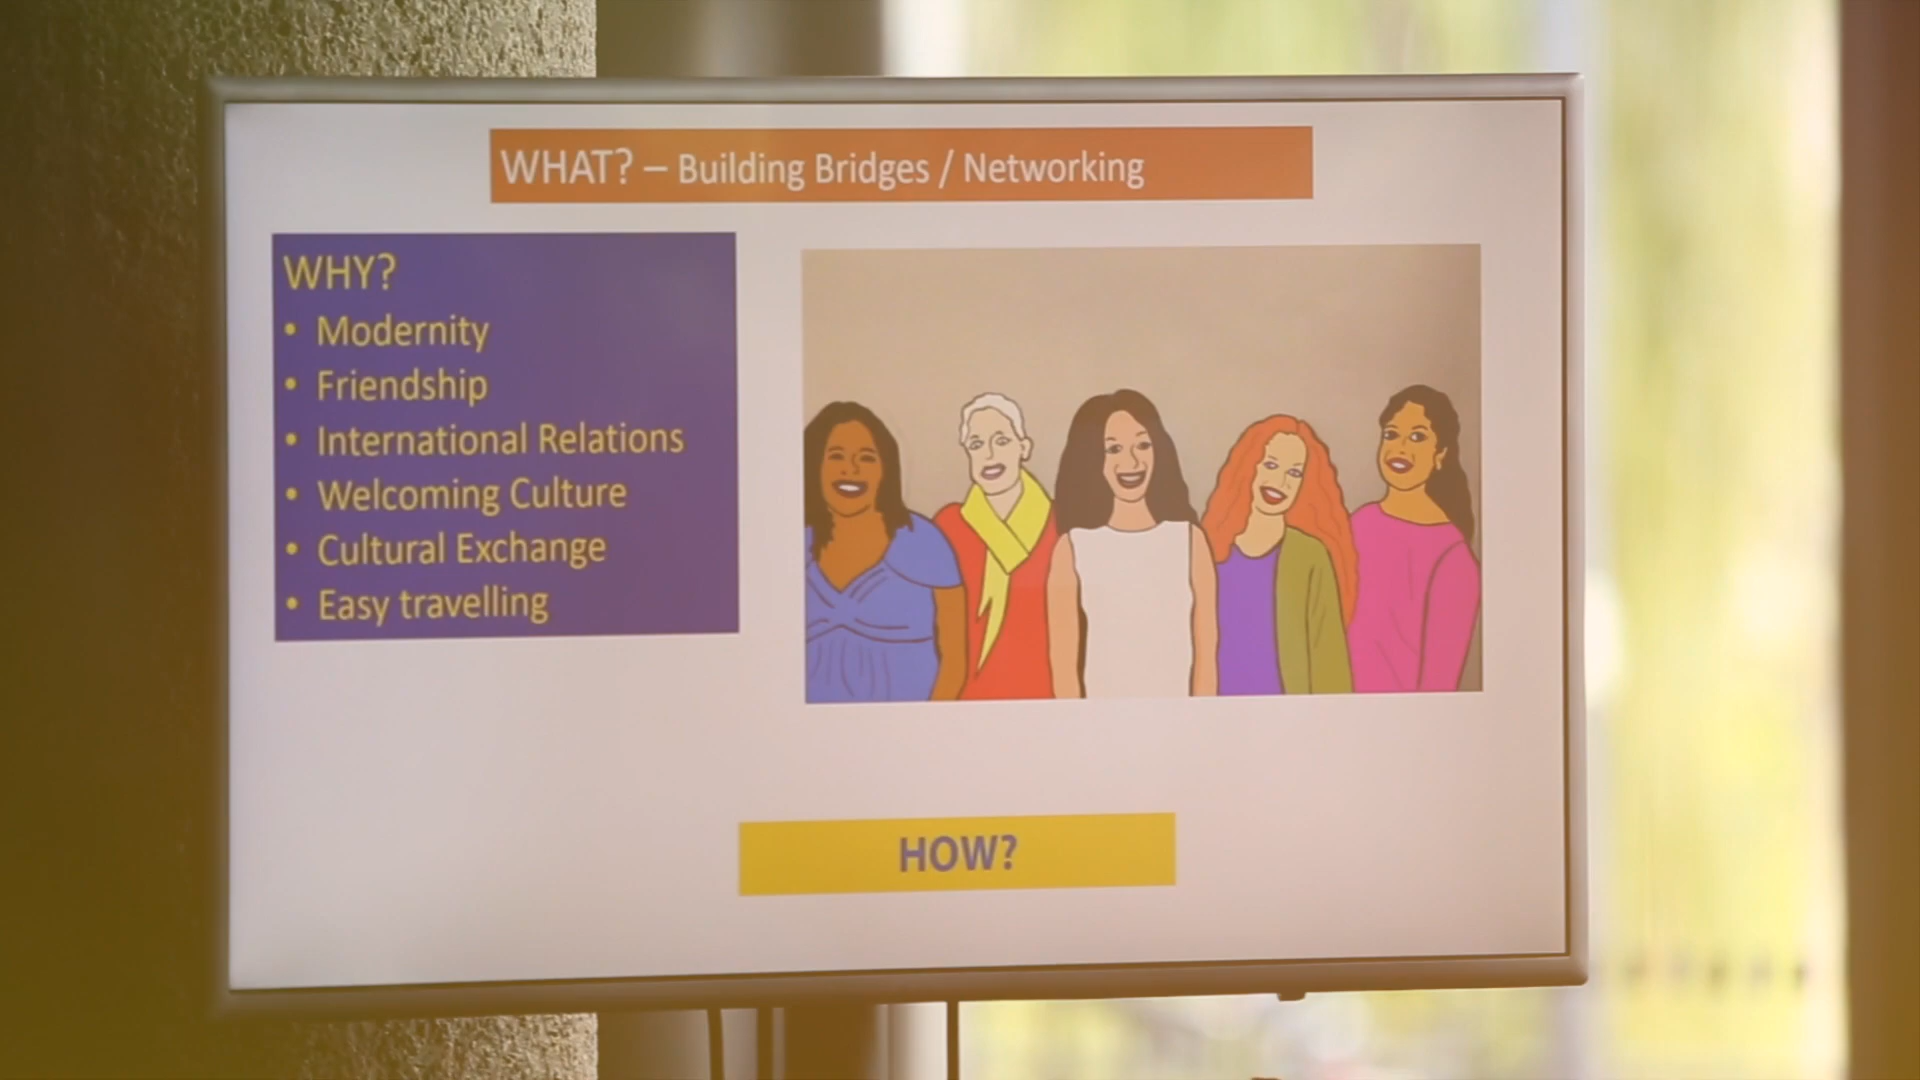 WHAT? – Building Bridges / Networking
WHY?
• Modernity
• Friendship
• International Relations
• Welcoming Culture
• Cultural Exchange
• Easy travelling
HOW?